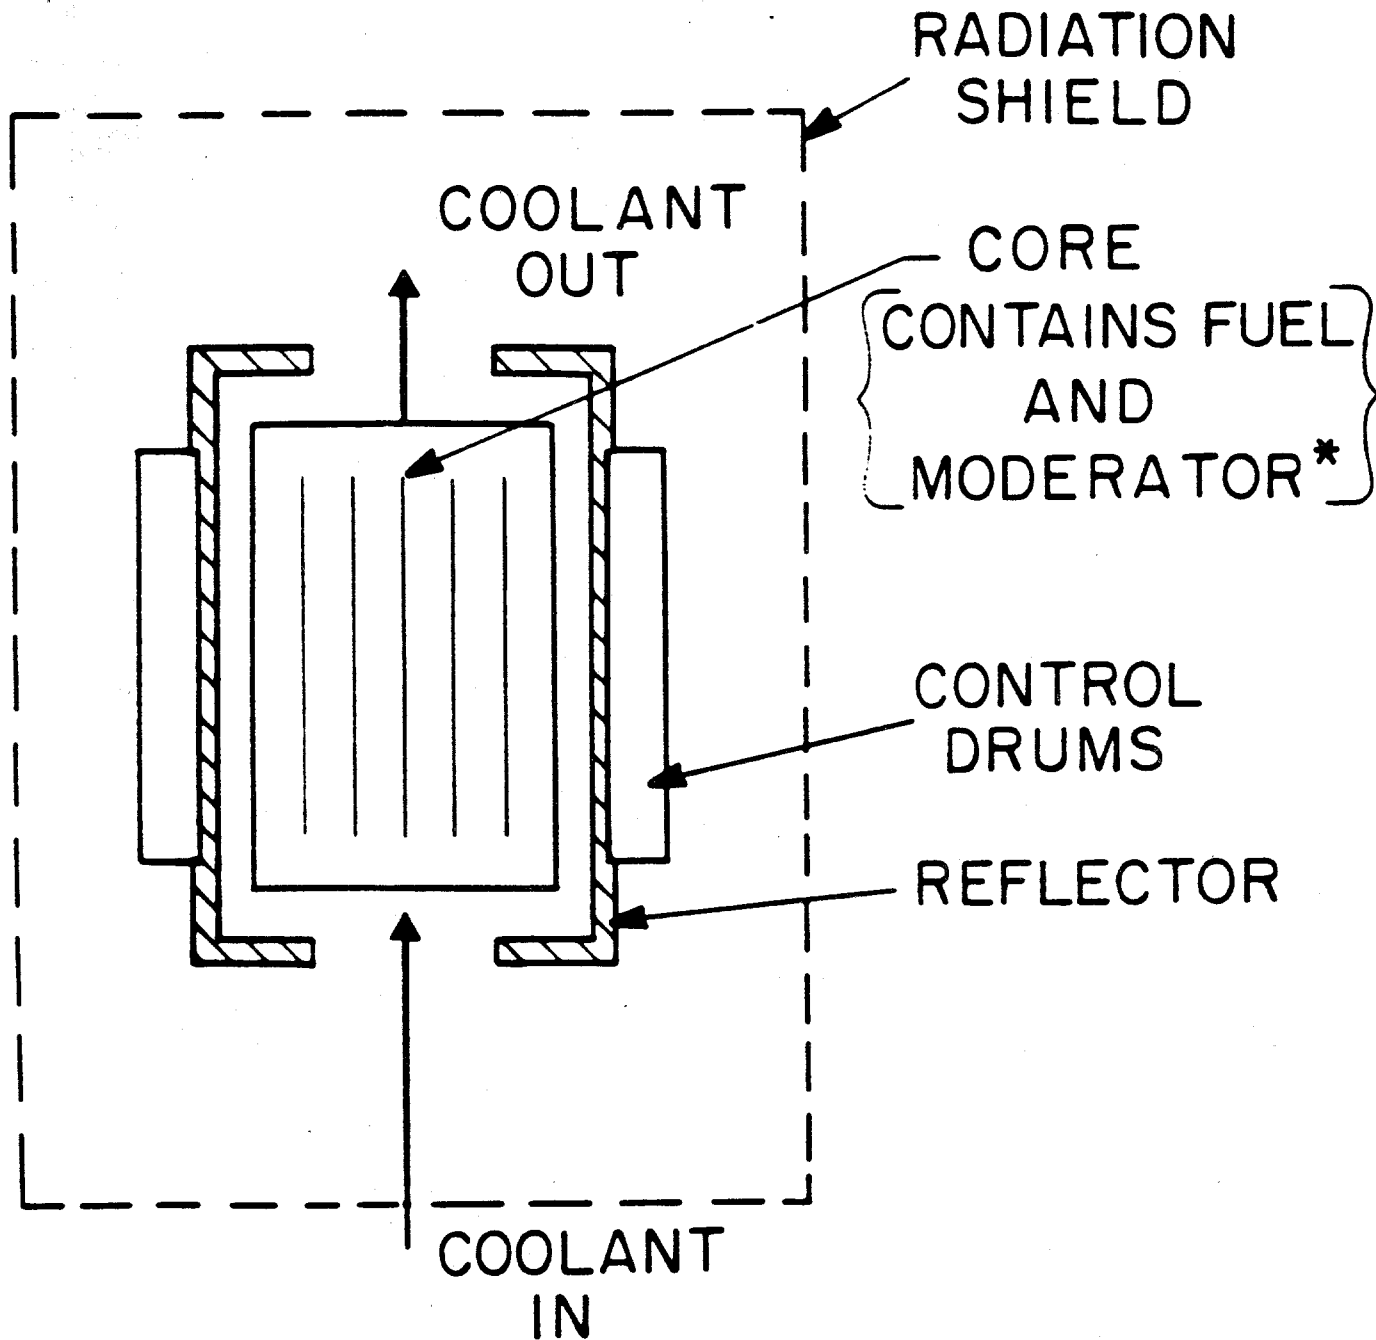 RADIATION
SHIELD
COOLANT
OUT
CORE
CONTAINS FUEL
AND
MODERATOR*
CONTROL
DRUMS
REFLECTOR
COOLANT
IN